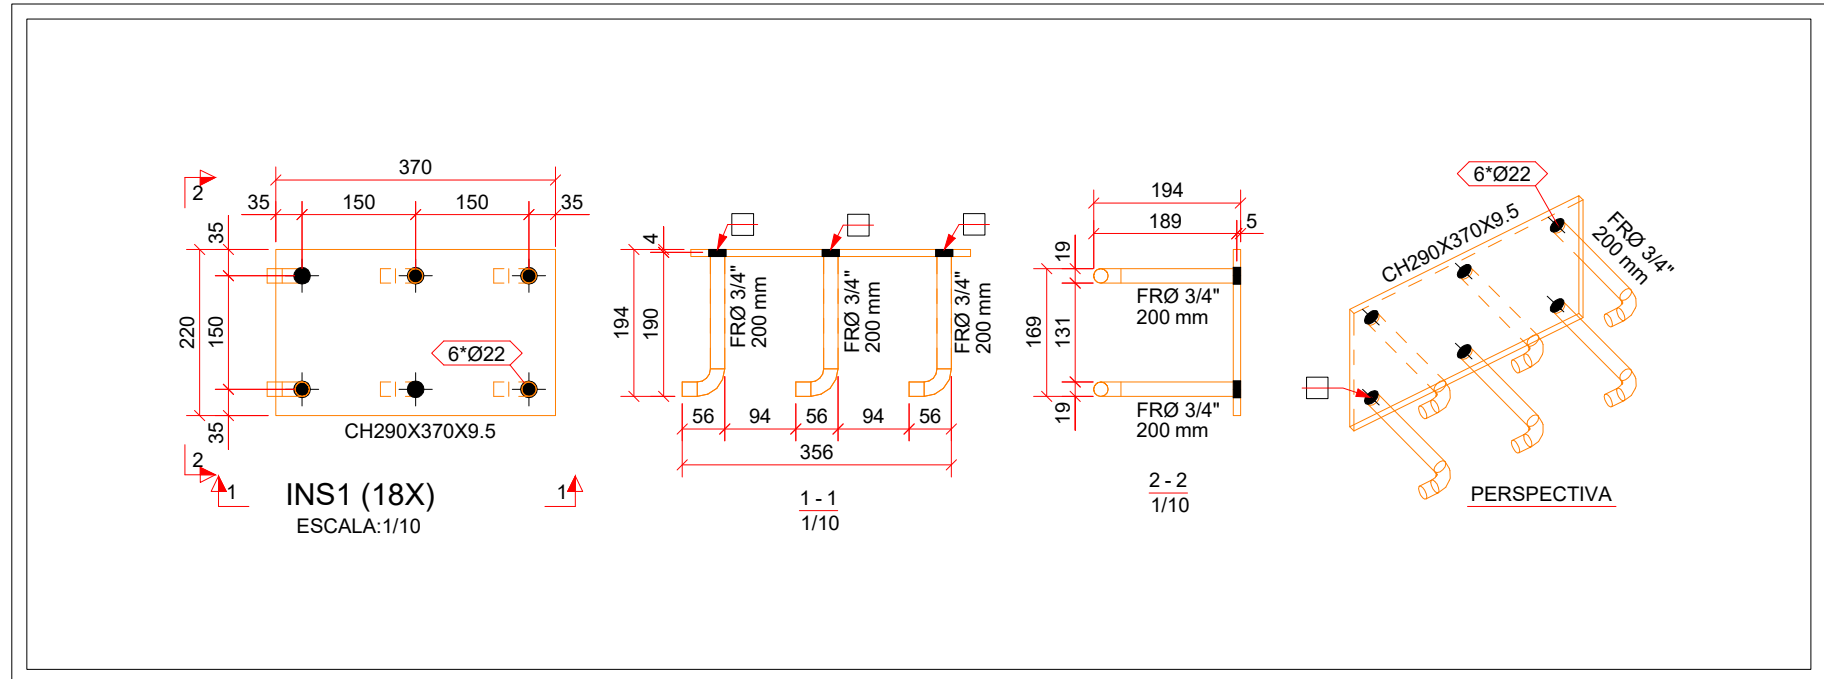 370
35
150
150
35
2
35
220
150
35
6*Ø22
CH290X370X9.5
2
1
1
INS1 (18X)
ESCALA:1/10
4
194
190
FRØ 3/4"
200 mm
FRØ 3/4"
200 mm
FRØ 3/4"
200 mm
56
94
56
94
56
356
1 - 1
1/10
194
189
5
19
169
131
19
FRØ 3/4"
200 mm
FRØ 3/4"
200 mm
2 - 2
1/10
6*Ø22
CH290X370X9.5
FRØ 3/4"
200 mm
PERSPECTIVA